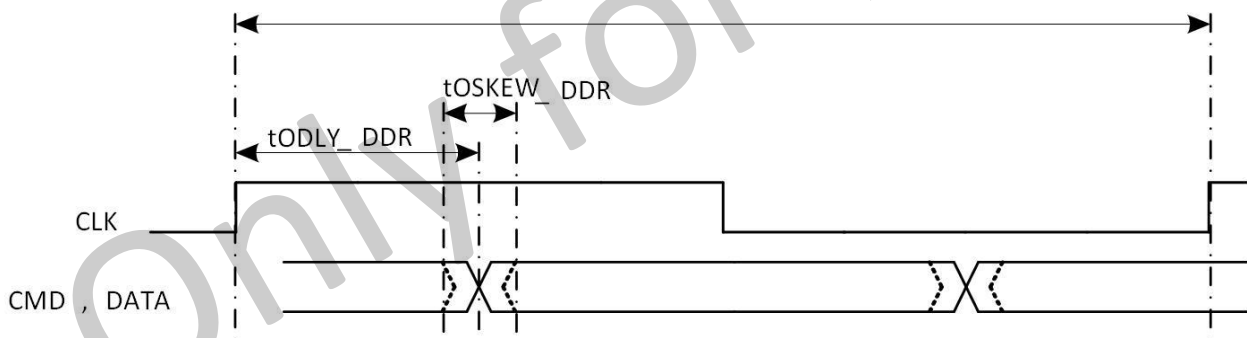 tOSKEW_ DDR
tODLY_ DDR
CLK
CMD , DATA
Only for